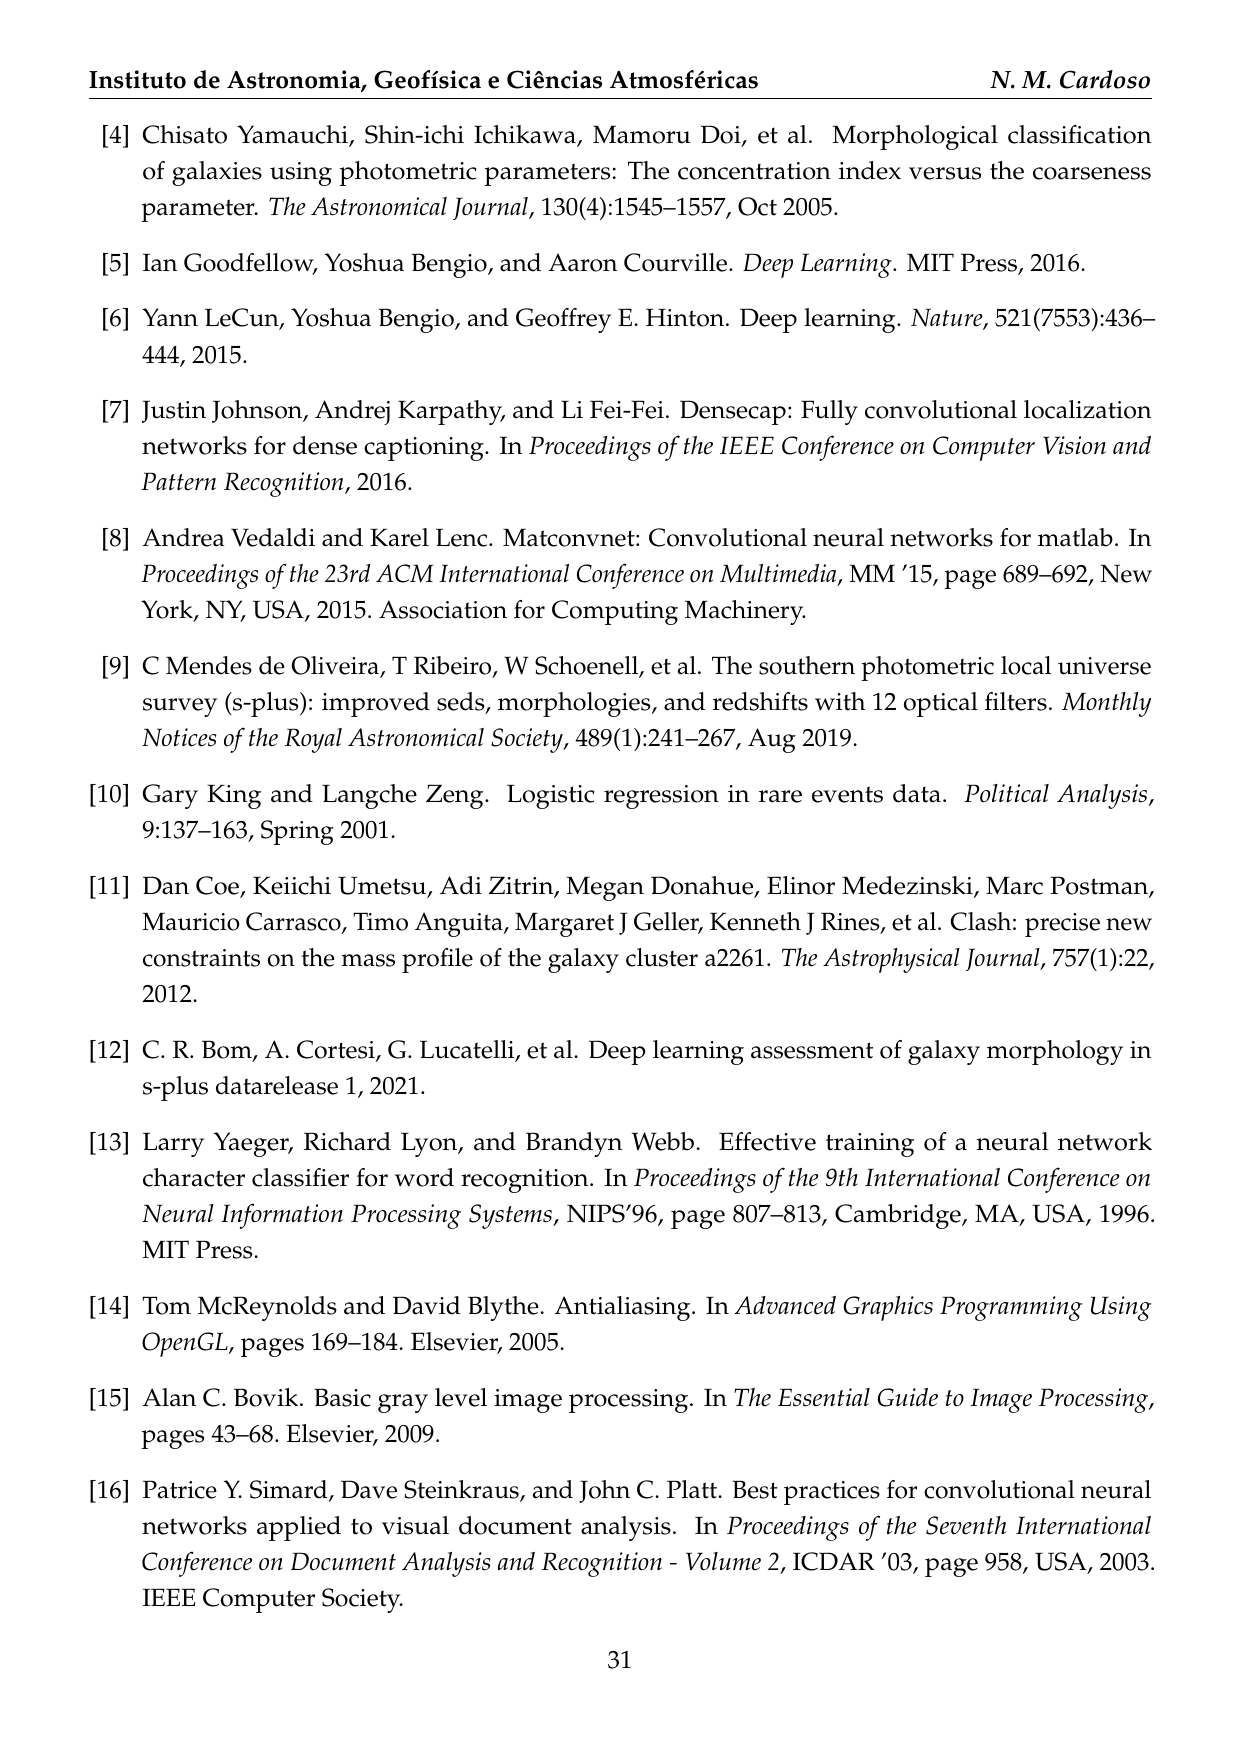 Instituto de Astronomia, Geofísica e Ciências Atmosféricas N. M. Cardoso
[4] Chisato Yamauchi, Shin-ichi Ichikawa, Mamoru Doi, et al. Morphological classification
of galaxies using photometric parameters: The concentration index versus the coarseness
parameter. The Astronomical Journal, 130(4):1545–1557, Oct 2005.
[5] Ian Goodfellow, Yoshua Bengio, and Aaron Courville. Deep Learning. MIT Press, 2016.
[6] Yann LeCun, Yoshua Bengio, and Geoffrey E. Hinton. Deep learning. Nature, 521(7553):436–
444, 2015.
[7] Justin Johnson, Andrej Karpathy, and Li Fei-Fei. Densecap: Fully convolutional localization
networks for dense captioning. In Proceedings of the IEEE Conference on Computer Vision and
Pattern Recognition, 2016.
[8] Andrea Vedaldi and Karel Lenc. Matconvnet: Convolutional neural networks for matlab. In
Proceedings of the 23rd ACM International Conference on Multimedia, MM ’15, page 689–692, New
York, NY, USA, 2015. Association for Computing Machinery.
[9] C Mendes de Oliveira, T Ribeiro, W Schoenell, et al. The southern photometric local universe
survey (s-plus): improved seds, morphologies, and redshifts with 12 optical filters. Monthly
Notices of the Royal Astronomical Society, 489(1):241–267, Aug 2019.
[10] Gary King and Langche Zeng. Logistic regression in rare events data. Political Analysis,
9:137–163, Spring 2001.
[11] Dan Coe, Keiichi Umetsu, Adi Zitrin, Megan Donahue, Elinor Medezinski, Marc Postman,
Mauricio Carrasco, Timo Anguita, Margaret J Geller, Kenneth J Rines, et al. Clash: precise new
constraints on the mass profile of the galaxy cluster a2261. The Astrophysical Journal, 757(1):22,
2012.
[12] C. R. Bom, A. Cortesi, G. Lucatelli, et al. Deep learning assessment of galaxy morphology in
s-plus datarelease 1, 2021.
[13] Larry Yaeger, Richard Lyon, and Brandyn Webb. Effective training of a neural network
character classifier for word recognition. In Proceedings of the 9th International Conference on
Neural Information Processing Systems, NIPS’96, page 807–813, Cambridge, MA, USA, 1996.
MIT Press.
[14] Tom McReynolds and David Blythe. Antialiasing. In Advanced Graphics Programming Using
OpenGL, pages 169–184. Elsevier, 2005.
[15] Alan C. Bovik. Basic gray level image processing. In The Essential Guide to Image Processing,
pages 43–68. Elsevier, 2009.
[16] Patrice Y. Simard, Dave Steinkraus, and John C. Platt. Best practices for convolutional neural
networks applied to visual document analysis. In Proceedings of the Seventh International
Conference on Document Analysis and Recognition - Volume 2, ICDAR ’03, page 958, USA, 2003.
IEEE Computer Society.
31